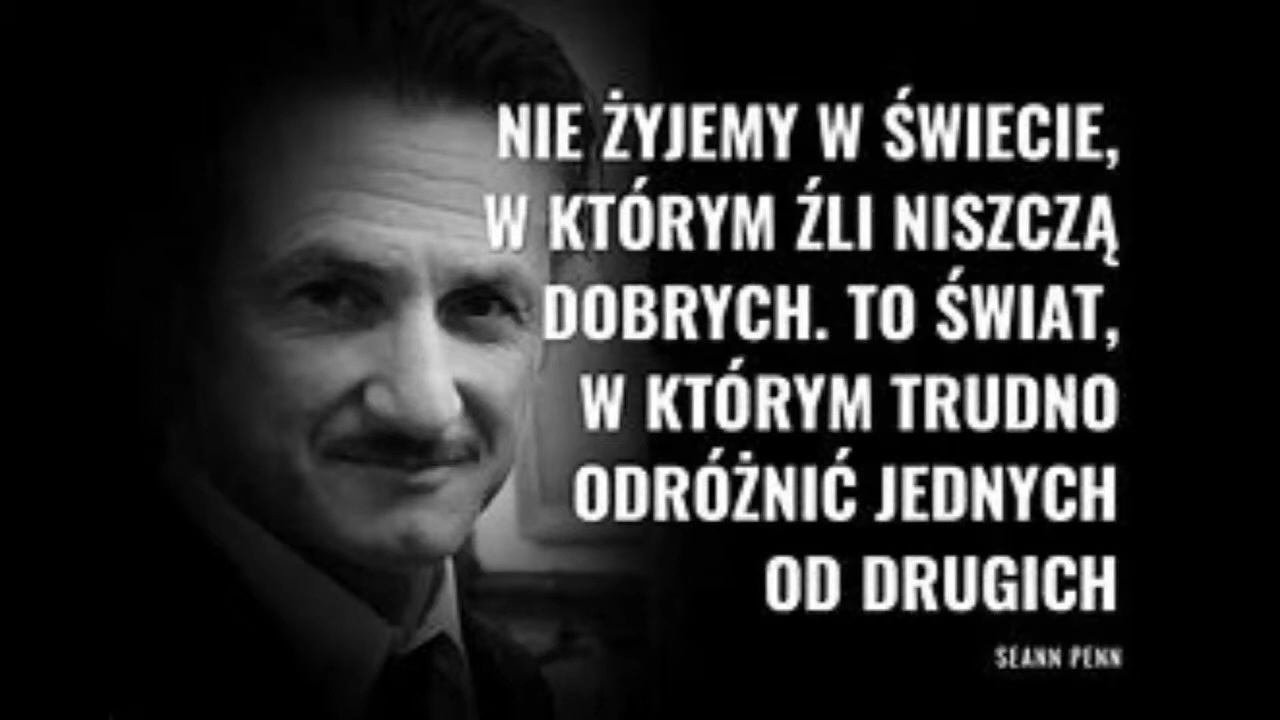 NIE ŻYJEMY W ŚWIECIE,
W KTÓRYM ŹLI NISZCZĄ
DOBRYCH. TO ŚWIAT,
W KTÓRYM TRUDNO
ODRÓŻNIĆ JEDNYCH
OD DRUGICH
SEANN PENN